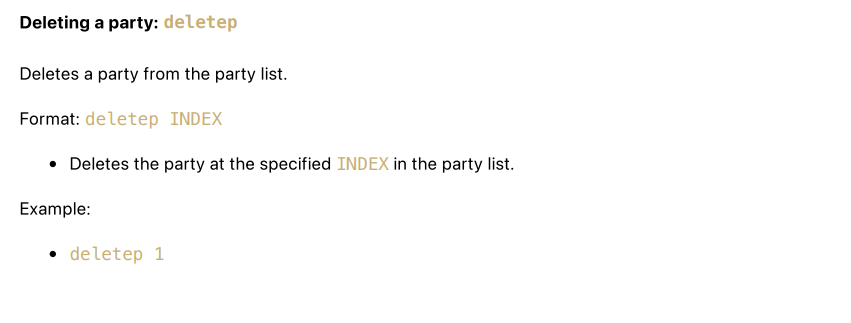 Deleting a party: deletep
Deletes a party from the party list.
Format: deletep INDEX
• Deletes the party at the specified INDEX in the party list.
Example:
• deletep 1